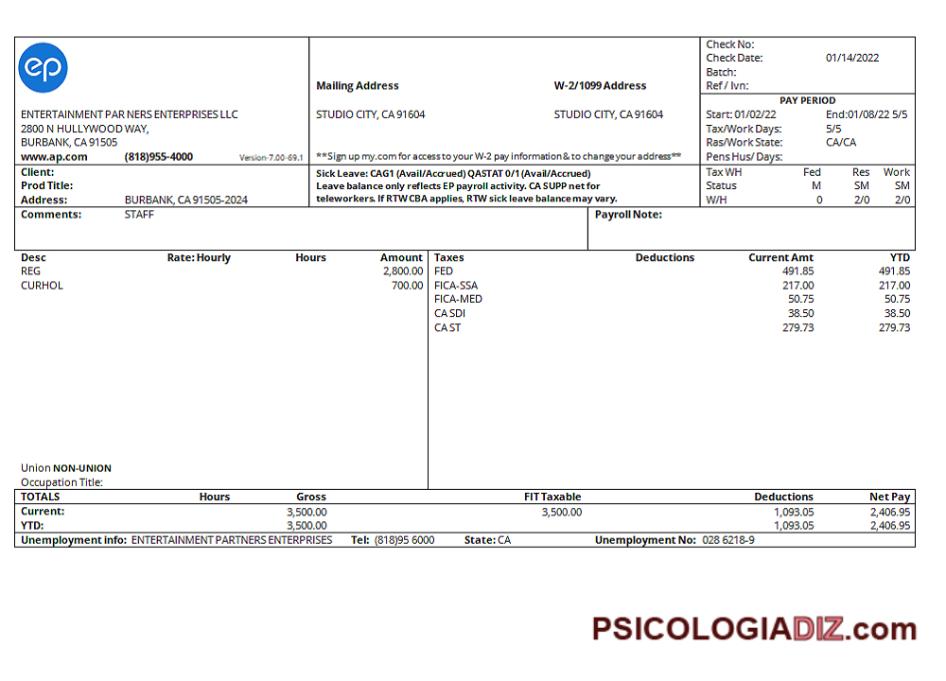 ep
ENTERTAINMENT PAR NERS ENTERPRISES LLC
2800 N HULLYWOOD WAY,
BURBANK, CA 91505
www.ap.com (818)955-4000 Version-7.00-69.1
Mailing Address W-2/1099 Address
STUDIO CITY, CA 91604 STUDIO CITY, CA 91604
**Sign up my.com for access to your W-2 pay information & to change your address**
Check No:
Check Date: 01/14/2022
Batch:
Ref / Ivn:
PAY PERIOD
Start: 01/02/22 End:01/08/22 5/5
Tax/Work Days: 5/5
Ras/Work State: CA/CA
Pens Hus/ Days:
Client:
Prod Title:
Address: BURBANK, CA 91505-2024
Sick Leave: CAG1 (Avail/Accrued) QASTAT 0/1 (Avail/Accrued)
Leave balance only reflects EP payroll activity. CA SUPP net for
teleworkers. If RTW CBA applies, RTW sick leave balance may vary.
Tax WH Fed Res Work
Status M SM SM
W/H 0 2/0 2/0
Comments: STAFF
Payroll Note:
Desc Rate: Hourly Hours Amount
REG 2,800.00
CURHOL 700.00
Taxes Deductions Current Amt YTD
FED 491.85 491.85
FICA-SSA 217.00 217.00
FICA-MED 50.75 50.75
CA SDI 38.50 38.50
CA ST 279.73 279.73
Union NON-UNION
Occupation Title:
TOTALS Hours Gross FIT Taxable Deductions Net Pay
Current: 3,500.00 3,500.00 1,093.05 2,406.95
YTD: 3,500.00 1,093.05 2,406.95
Unemployment info: ENTERTAINMENT PARTNERS ENTERPRISES Tel: (818)95 6000 State: CA Unemployment No: 028 6218-9
PSICOLOGIADIZ.com